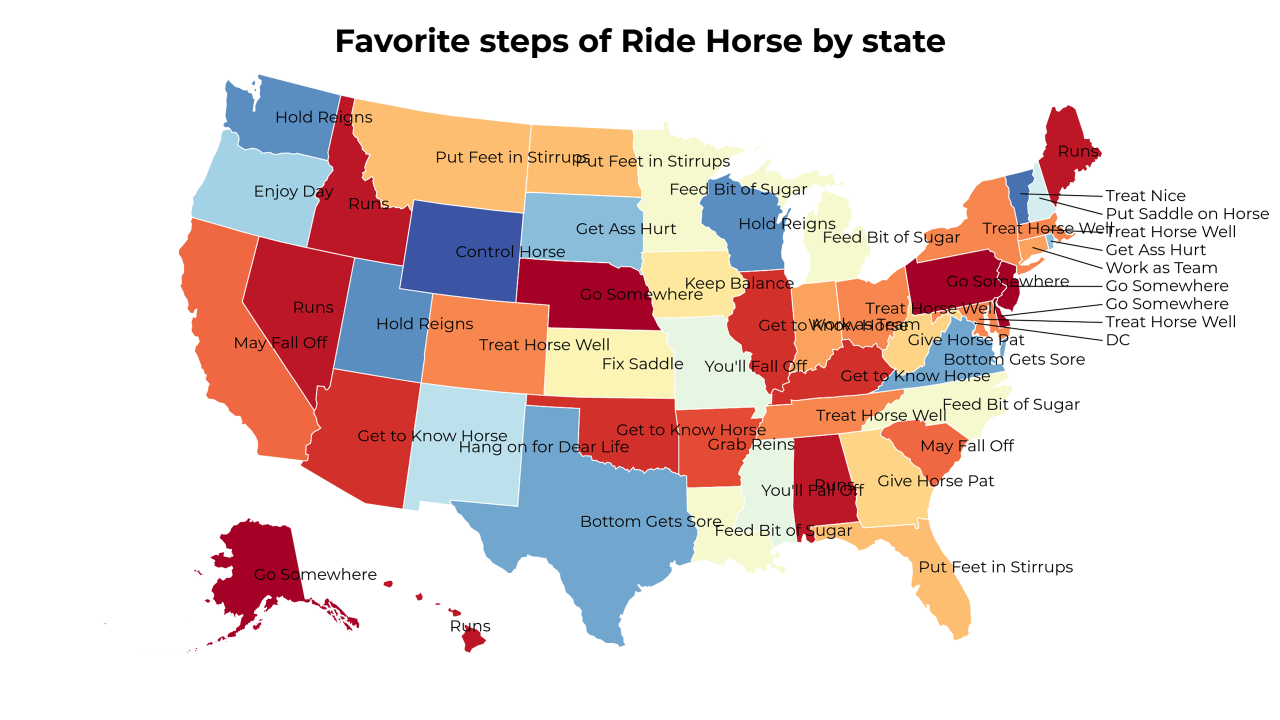 Favorite steps of Ride Horse by state
Hold Reigns
Runs
Put Feet in Stirrups
Put Feet in Stirrups
Feed Bit of Sugar
Enjoy Day
Treat Nice
Runs
Put Saddle on Horse
Get Ass Hurt
Hold Reigns
Treat Horse Well
Treat Horse Well
Feed Bit of Sugar
Get Ass Hurt
Control Horse
Work as Team
Go Somewhere
Keep Balance
Go Somewhere
Go Somewhere
Go Somewhere
Runs
Treat Horse Well
Hold Reigns
Get to Know Horse
Work as Team
Treat Horse Well
May Fall Off
Treat Horse Well
Give Horse Pat
DC
Fix Saddle
You'll Fall Off
Bottom Gets Sore
Get to Know Horse
Feed Bit of Sugar
Treat Horse Well
Get to Know Horse
Hang on for Dear Life
Get to Know Horse
Grab Reins
May Fall Off
Give Horse Pat
You'll Fall Off
Runs
Bottom Gets Sore
Feed Bit of Sugar
Put Feet in Stirrups
Go Somewhere
Runs